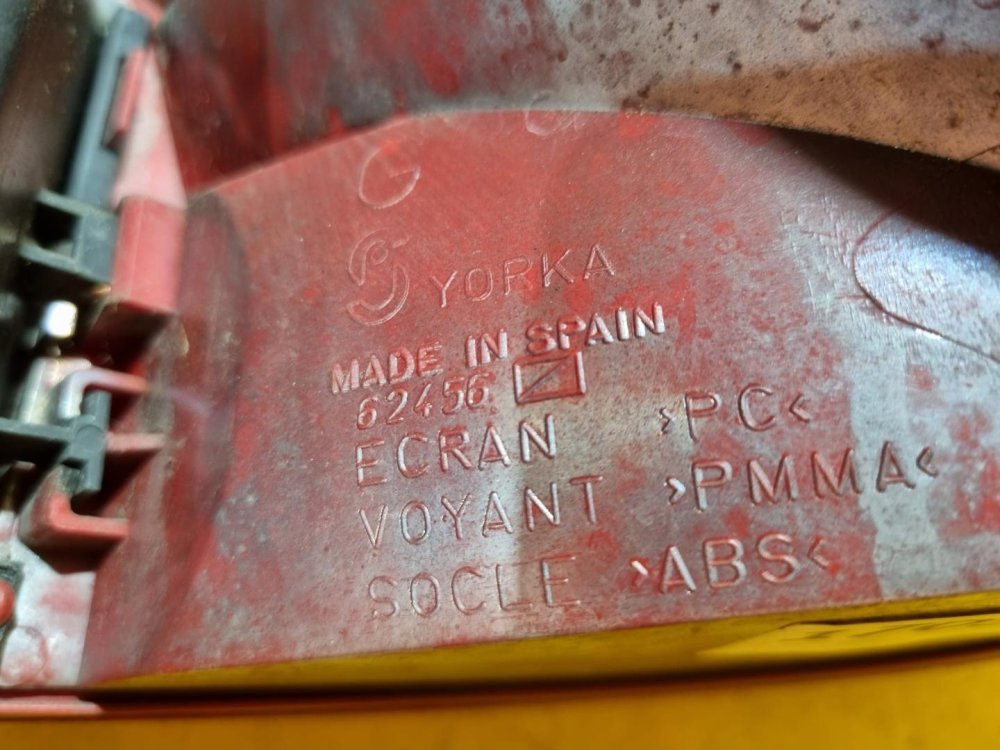 YORKA
MADE IN SPAIN
62456
ECRAN >PC<
VOYANT >PMMA<
SOCLE >ABS<